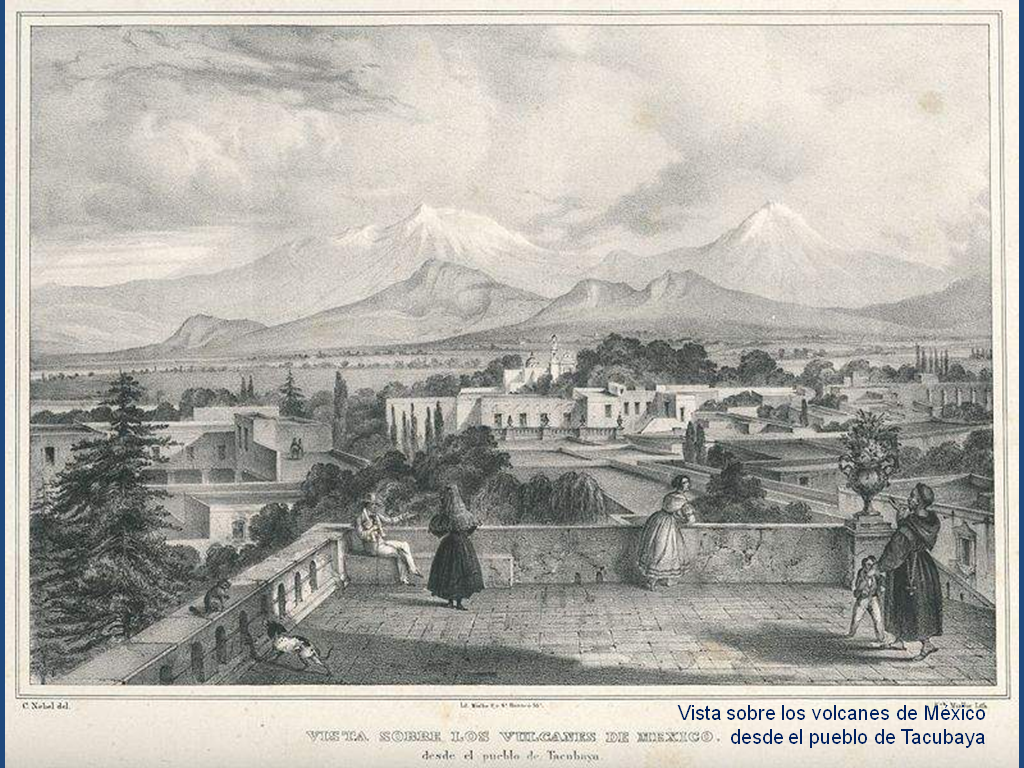 C. Nebel del.
VISTA SOBRE LOS VULCANES DE MEXICO.
desde el pueblo de Tacubaya.
Vista sobre los volcanes de México
desde el pueblo de Tacubaya